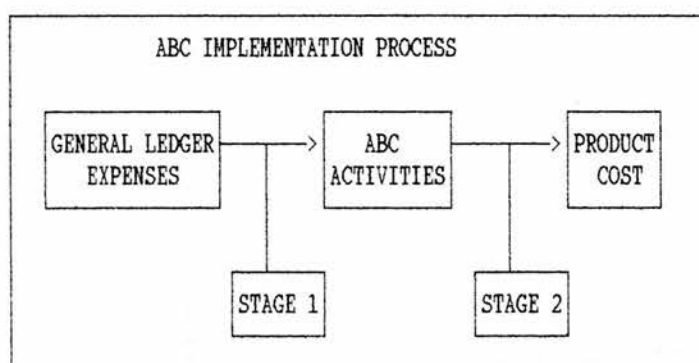 ABC IMPLEMENTATION PROCESS
GENERAL LEDGER
EXPENSES
ABC
ACTIVITIES
PRODUCT
COST
STAGE 1
STAGE 2